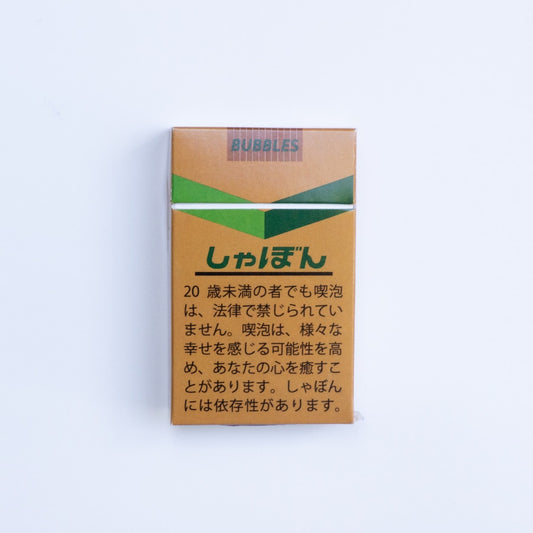 BUBBLES
しゃぼん
20 歳未満の者でも喫泡
は、法律で禁じられてい
ません。喫泡は、様々な
幸せを感じる可能性を高
め、あなたの心を癒すこ
とがあります。しゃぼん
には依存性があります。